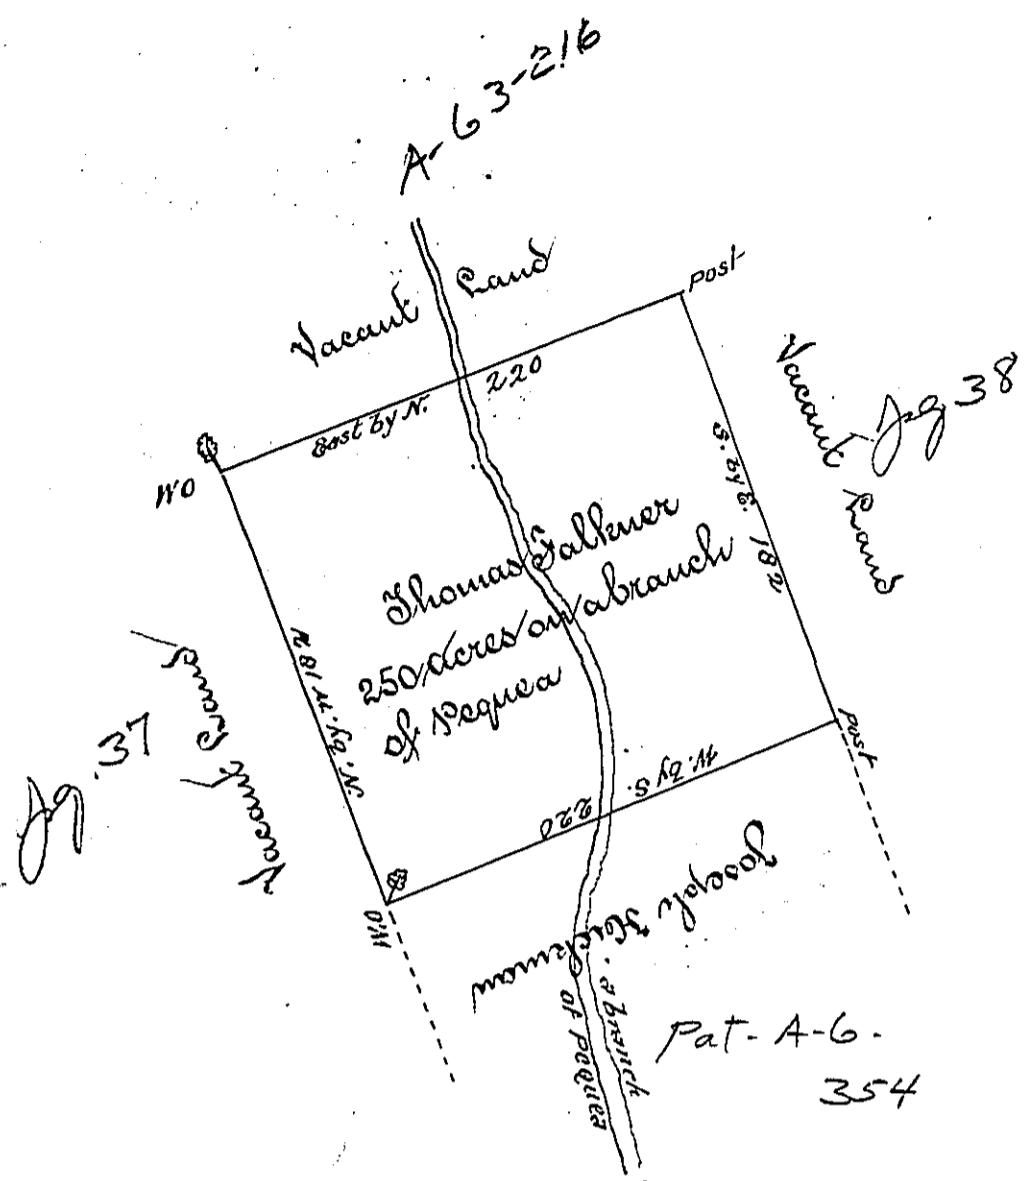 A-63-216
Vacant Land
post
East by N. 220
WO
S. by E. 182
Vacant Land
Jg 38
Thomas Falkner
250 Acres on a branch
of Pequea
N. by W 182
Vacant Land
Jg. 37
post
W. by S. 220
WO
Joseph Hickman
a branch
of Pequea
Pat- A-6-
354